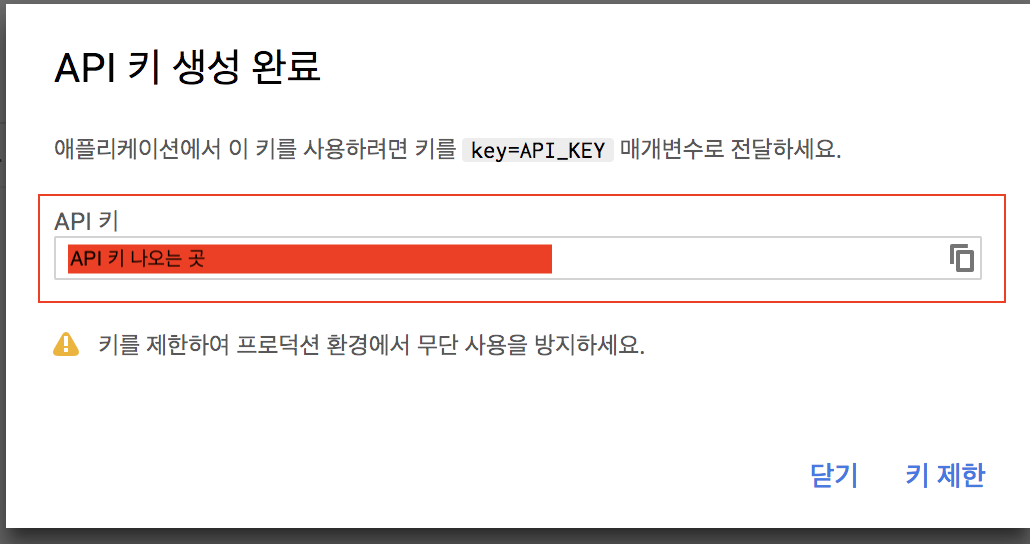 API 키 생성 완료
애플리케이션에서 이 키를 사용하려면 키를 key=API_KEY 매개변수로 전달하세요.
API 키
API 키 나오는 곳
키를 제한하여 프로덕션 환경에서 무단 사용을 방지하세요.
닫기 키 제한